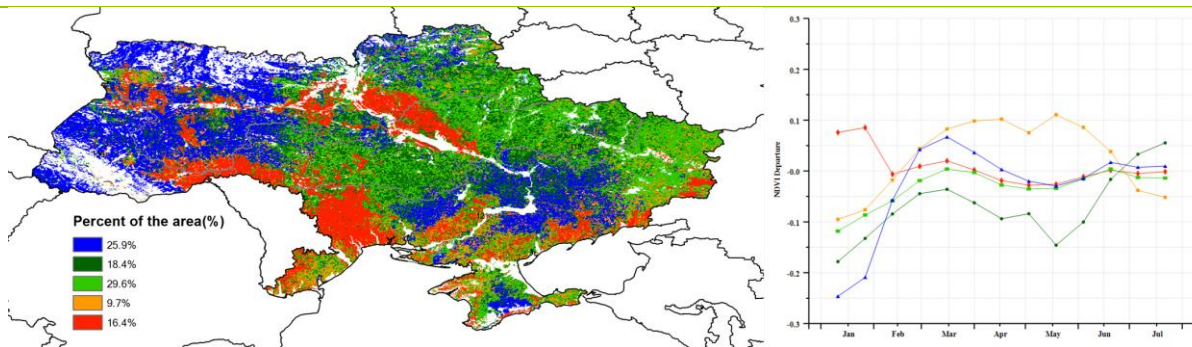 Percent of the area(%)
25.9%
18.4%
29.6%
9.7%
16.4%
NDVI Departure
0.3
0.2
0.1
-0.0
-0.1
-0.2
-0.3
Jan
Feb
Mar
Apr
May
Jun
Jul